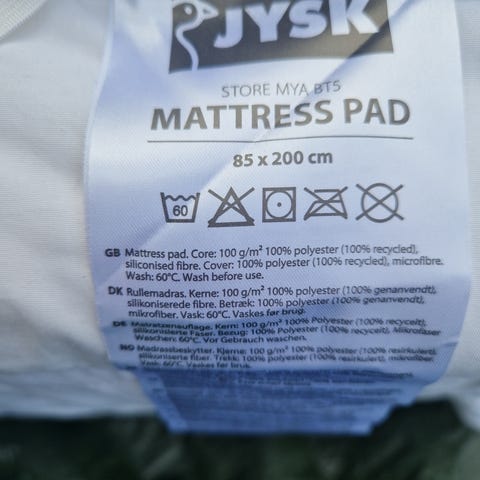 JYSK
STORE MYA BT5
MATTRESS PAD
85 x 200 cm
60
GB Mattress pad. Core: 100 g/m² 100% polyester (100% recycled),
siliconised fibre. Cover: 100% polyester (100% recycled), microfibre.
Wash: 60°C. Wash before use.
DK Rullemadras. Kerne: 100 g/m² 100% polyester (100% genanvendt),
silikoniserede fibre. Betræk: 100% polyester (100% genanvendt),
mikrofiber. Vask: 60°C. Vaskes før brug.
DE Matratzenauflage. Kern: 100 g/m² 100% polyester (100% recycelt),
silikonisierte Faser. Bezug: 100% polyester (100% recycelt), Mikrofaser
Waschen: 60°C. Vor Gebrauch waschen.
NO Madrassbeskytter. Kjerne: 100 g/m² 100% polyester (100% resirkulert),
silikoniserte fibre. Trekk: 100% polyester (100% resirkulert), mikrofiber.
Vask: 60°C. Vaskes før bruk.